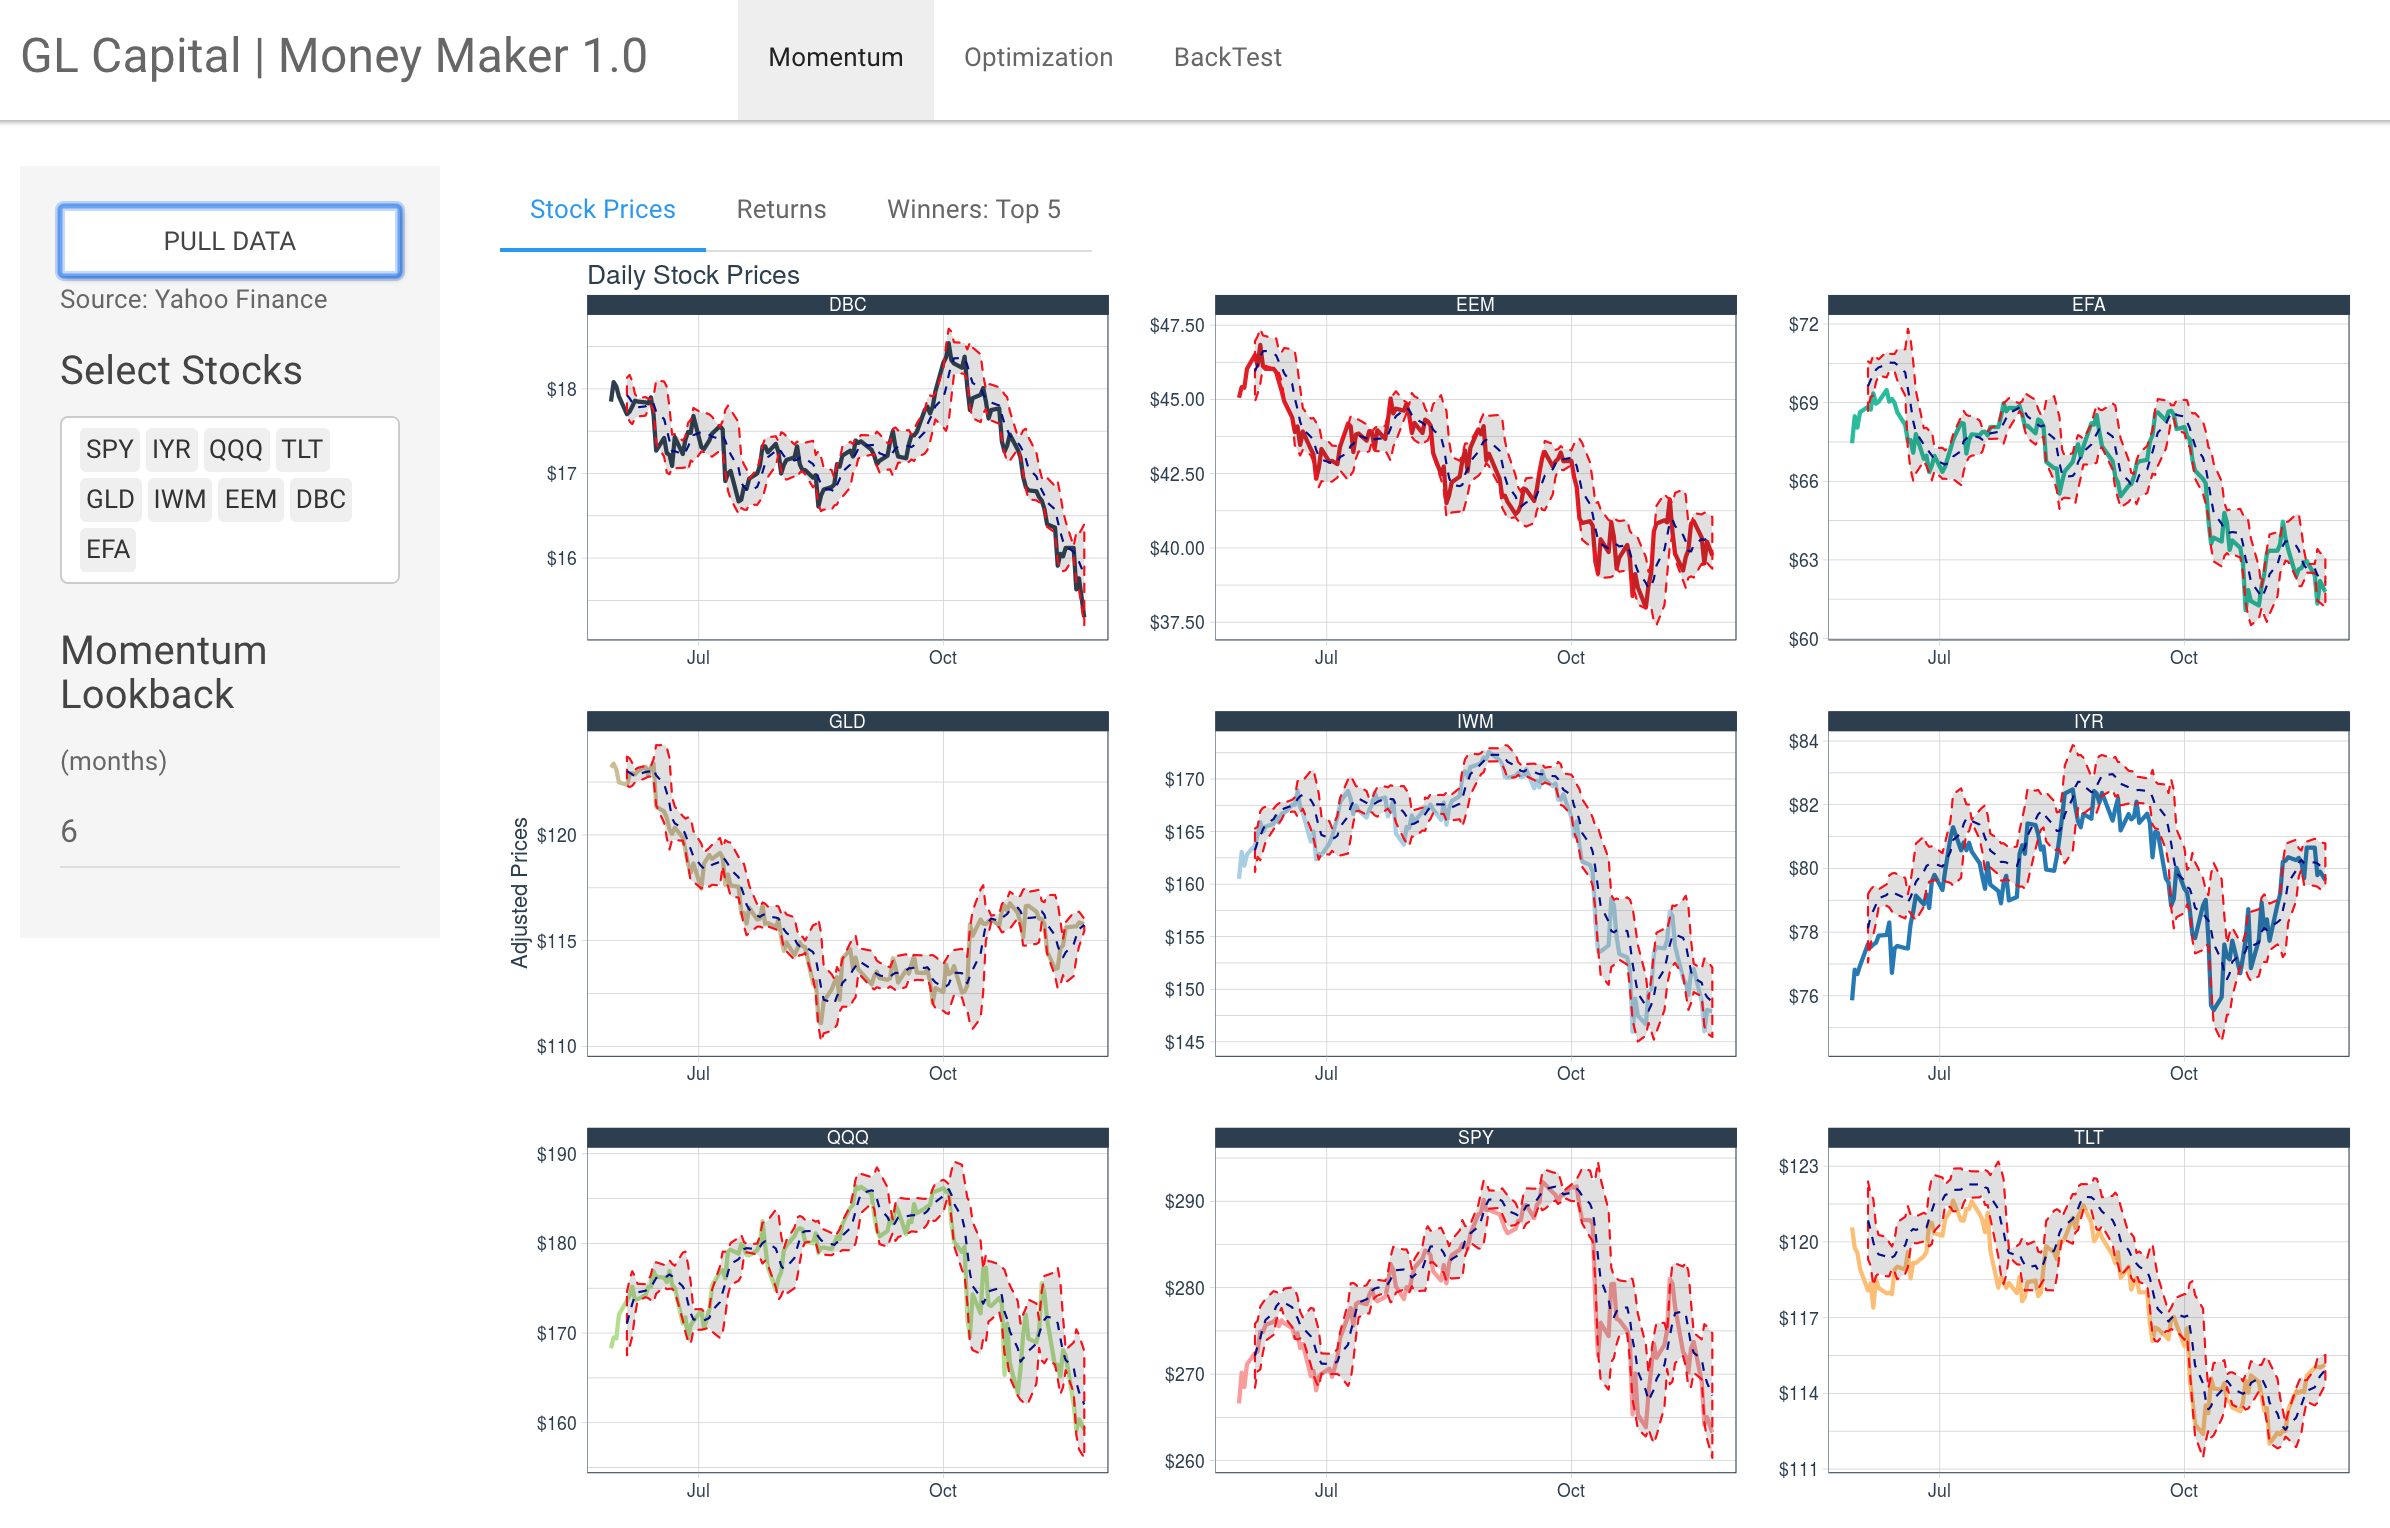 GL Capital | Money Maker 1.0
Momentum
Optimization
BackTest
PULL DATA
Source: Yahoo Finance
Select Stocks
SPY IYR QQQ TLT
GLD IWM EEM DBC
EFA
Momentum
Lookback
(months)
6
Stock Prices
Returns
Winners: Top 5
Daily Stock Prices
DBC
$18
$17
$16
Jul
Oct
EEM
$47.50
$45.00
$42.50
$40.00
$37.50
Jul
Oct
EFA
$72
$69
$66
$63
$60
Jul
Oct
Adjusted Prices
GLD
$120
$115
$110
Jul
Oct
IWM
$170
$165
$160
$155
$150
$145
Jul
Oct
IYR
$84
$82
$80
$78
$76
Jul
Oct
QQQ
$190
$180
$170
$160
Jul
Oct
SPY
$290
$280
$270
$260
Jul
Oct
TLT
$123
$120
$117
$114
$111
Jul
Oct